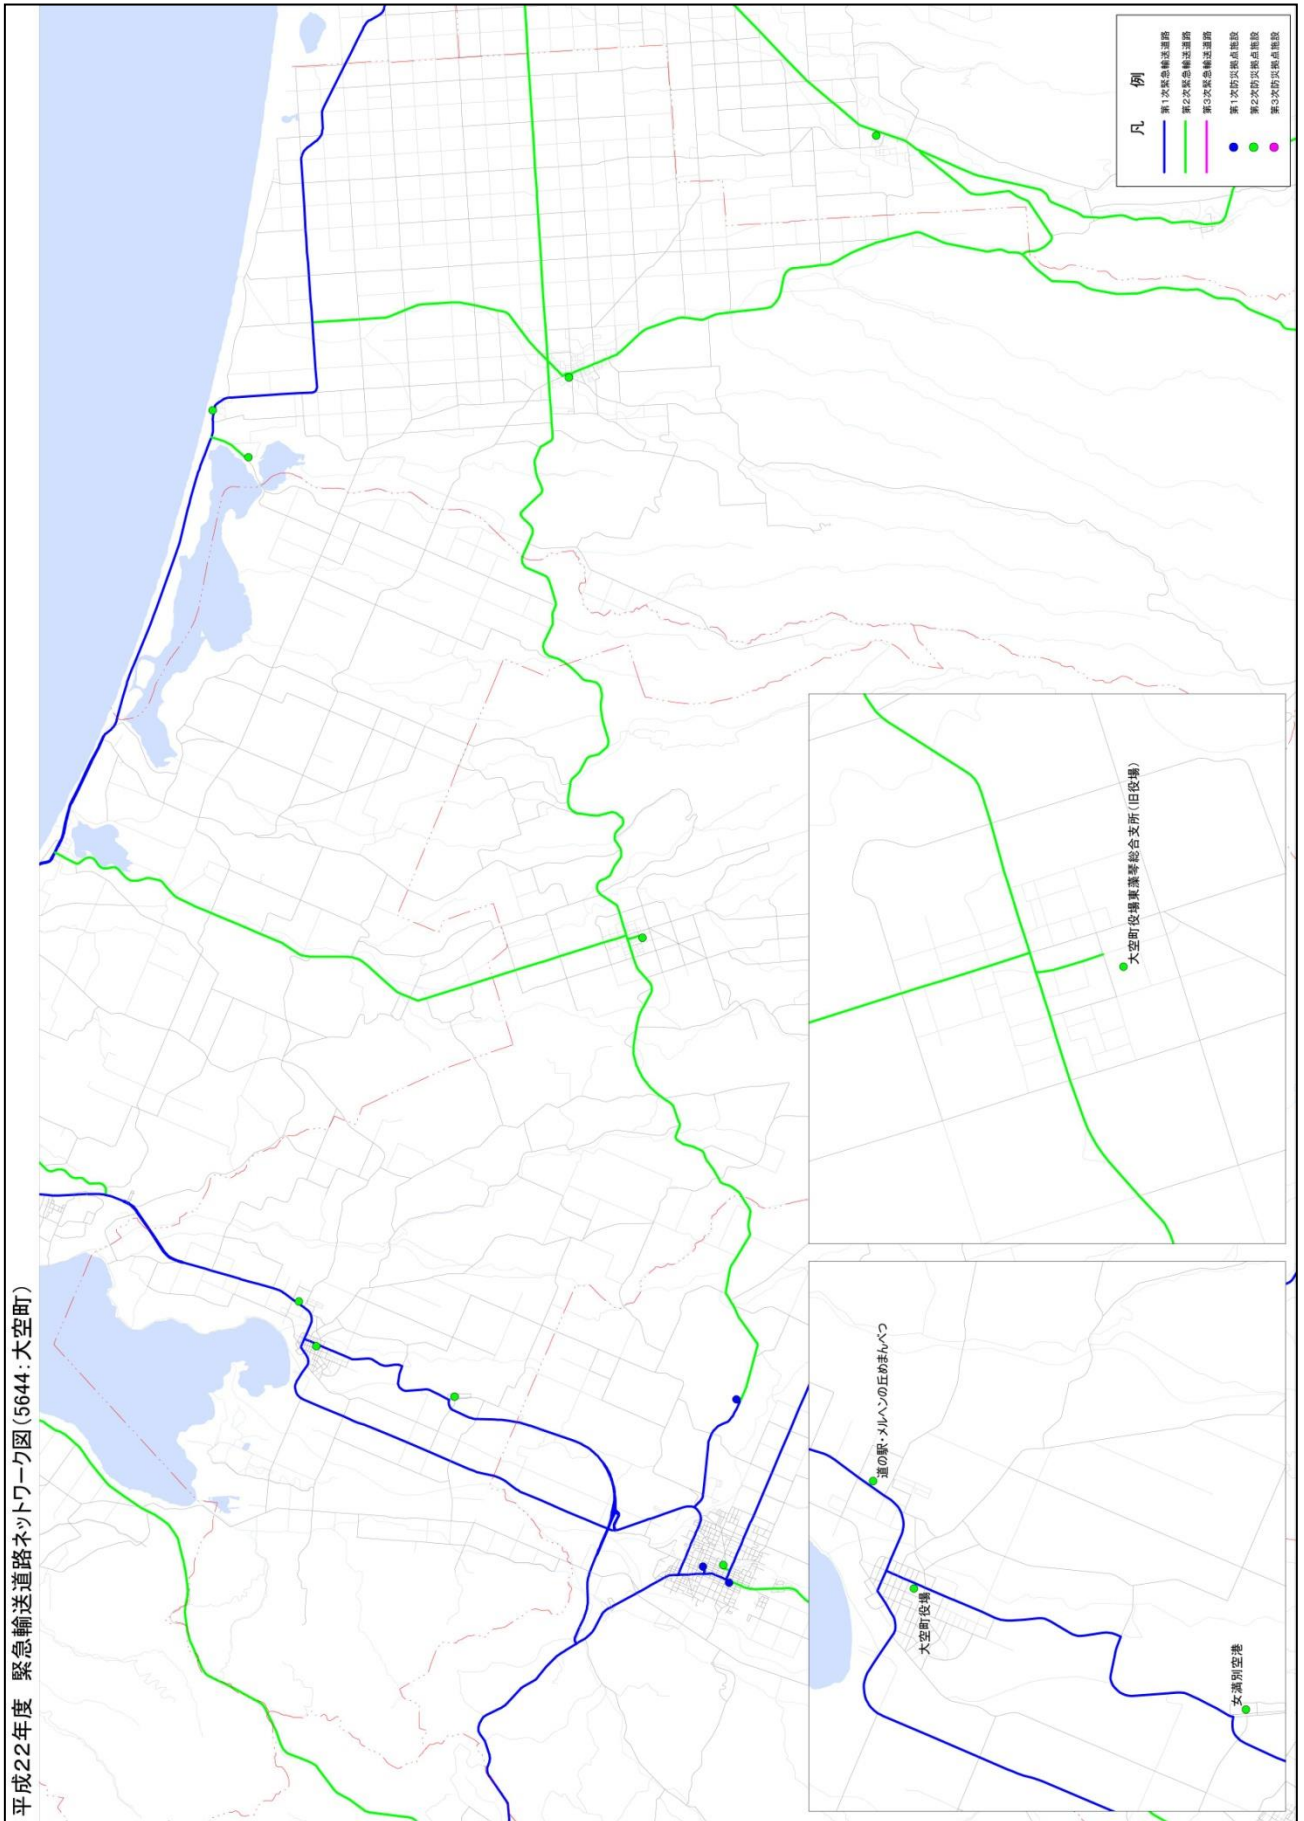 平成22年度 緊急輸送道路ネットワーク図(5644:大空町)
凡 例
第1次緊急輸送道路
第2次緊急輸送道路
第3次緊急輸送道路
第1次防災拠点施設
第2次防災拠点施設
第3次防災拠点施設
道の駅・メルヘンの丘めまんべつ
大空町役場
女満別空港
大空町役場東藻琴総合支所(旧役場)